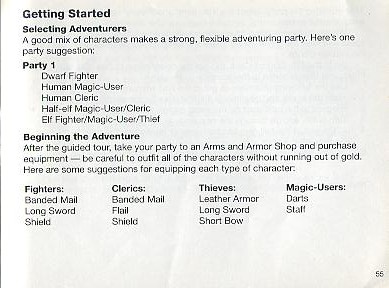 Getting Started
Selecting Adventurers
A good mix of characters makes a strong, flexible adventuring party. Here's one
party suggestion:
Party 1
Dwarf Fighter
Human Magic-User
Human Cleric
Half-elf Magic-User/Cleric
Elf Fighter/Magic-User/Thief
Beginning the Adventure
After the guided tour, take your party to an Arms and Armor Shop and purchase
equipment — be careful to outfit all of the characters without running out of gold.
Here are some suggestions for equipping each type of character:
Fighters: Clerics: Thieves: Magic-Users:
Banded Mail Banded Mail Leather Armor Darts
Long Sword Flail Long Sword Staff
Shield Shield Short Bow
55